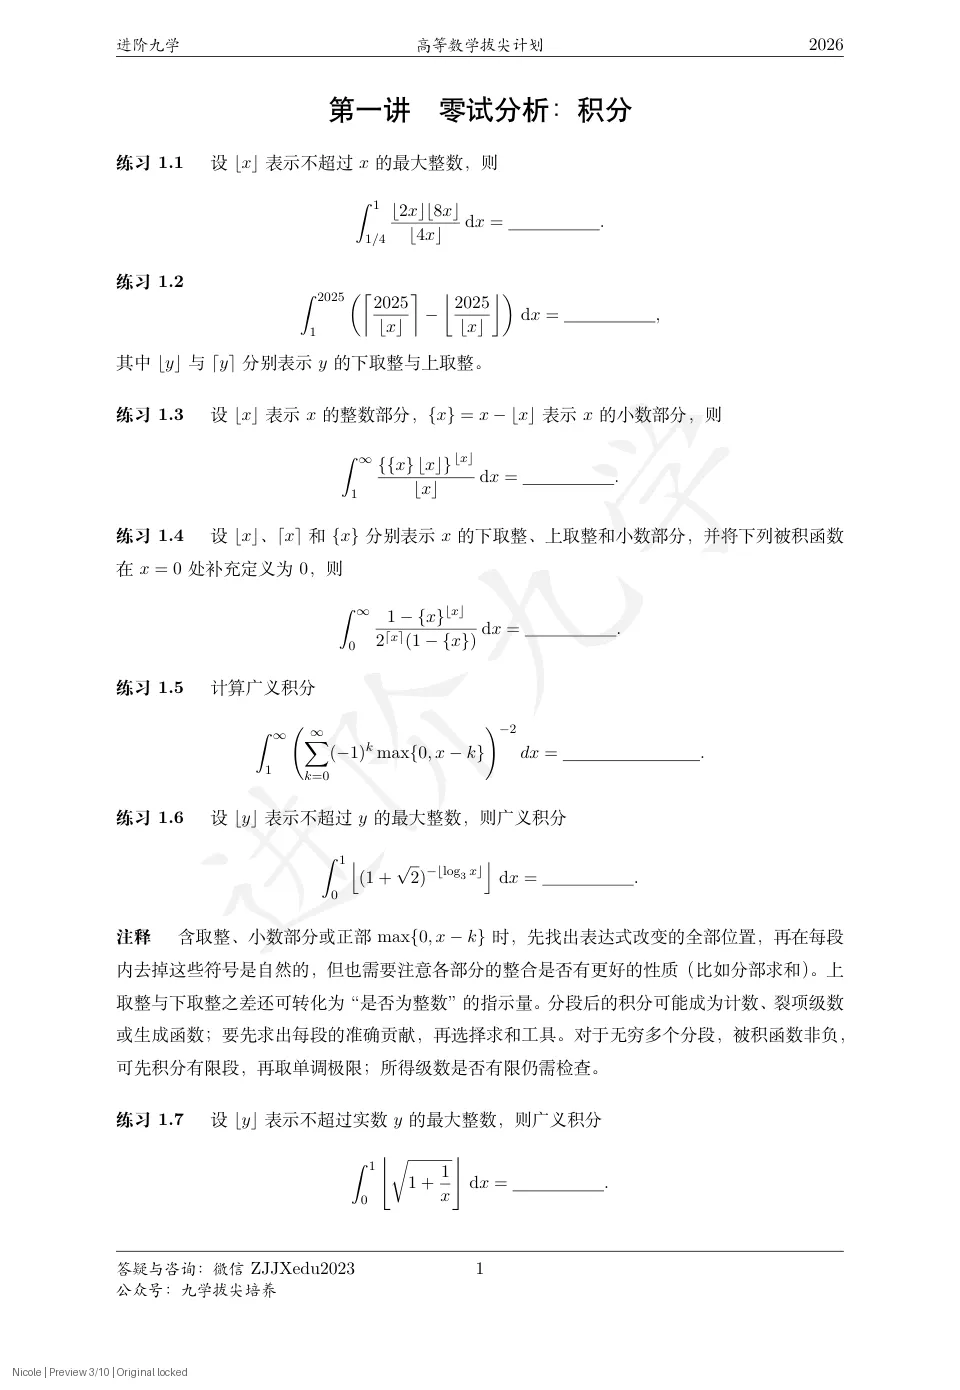 进阶九学 高等数学拔尖计划 2026
第一讲 零试分析：积分
练习 1.1 设 ⌊x⌋ 表示不超过 x 的最大整数，则
∫_{1/4}^{1} \frac{⌊2x⌋⌊8x⌋}{⌊4x⌋} dx = ________.
练习 1.2
∫_{1}^{2025} (⌈\frac{2025}{⌊x⌋}⌉ − ⌊\frac{2025}{⌊x⌋}⌋) dx = ________,
其中 ⌊y⌋ 与 ⌈y⌉ 分别表示 y 的下取整与上取整。
练习 1.3 设 ⌊x⌋ 表示 x 的整数部分，{x} = x − ⌊x⌋ 表示 x 的小数部分，则
∫_{1}^{∞} \frac{{{x}⌊x⌋}^{⌊x⌋}}{⌊x⌋} dx = ________.
练习 1.4 设 ⌊x⌋、⌈x⌉ 和 {x} 分别表示 x 的下取整、上取整和小数部分，并将下列被积函数
在 x = 0 处补充定义为 0，则
∫_{0}^{∞} \frac{1 − {x}^{⌊x⌋}}{2^{⌈x⌉}(1 − {x})} dx = ________.
练习 1.5 计算广义积分
∫_{1}^{∞} (∑_{k=0}^{∞} (−1)^k max{0, x − k})^{−2} dx = ________.
练习 1.6 设 ⌊y⌋ 表示不超过 y 的最大整数，则广义积分
∫_{0}^{1} ⌊(1 + √2)^{−⌊log_3 x⌋}⌋ dx = ________.
注释 含取整、小数部分或正部 max{0, x − k} 时，先找出表达式改变的全部位置，再在每段
内去掉这些符号是自然的，但也需要注意各部分的整合是否有更好的性质（比如分部求和）。上
取整与下取整之差还可转化为 “是否为整数” 的指示量。分段后的积分可能成为计数、裂项级数
或生成函数；要先求出每段的准确贡献，再选择求和工具。对于无穷多个分段，被积函数非负，
可先积分有限段，再取单调极限；所得级数是否有限仍需检查。
练习 1.7 设 ⌊y⌋ 表示不超过实数 y 的最大整数，则广义积分
∫_{0}^{1} ⌊\sqrt{1 + \frac{1}{x}}⌋ dx = ________.
答疑与咨询：微信 ZJJXedu2023 1
公众号：九学拔尖培养
进阶九学
Nicole | Preview 3/10 | Original locked